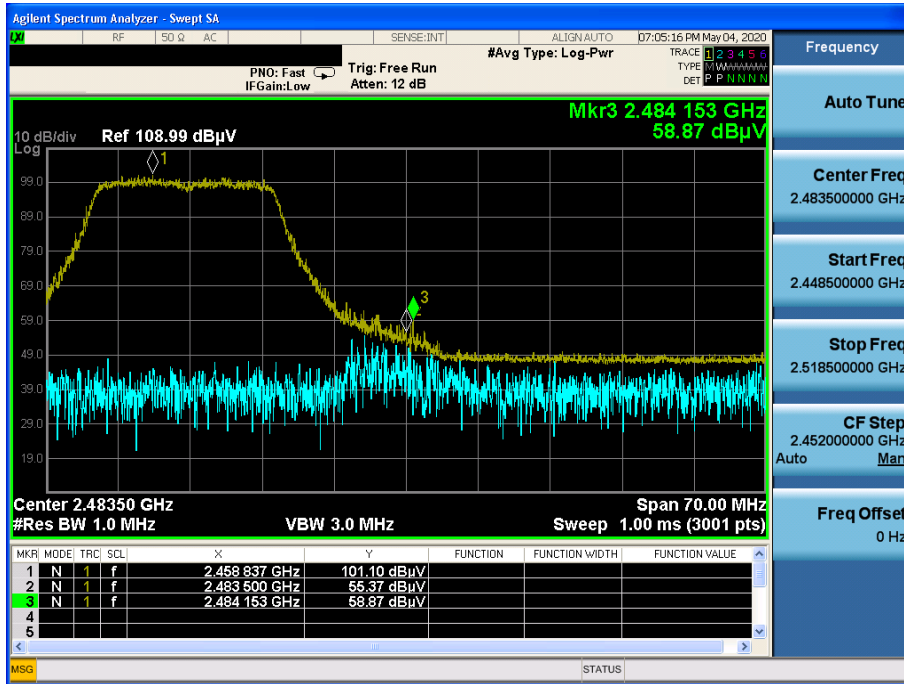 Agilent Spectrum Analyzer - Swept SA
LXI RF 50 Ω AC SENSE:INT ALIGN AUTO 07:05:16 PM May 04, 2020
#Avg Type: Log-Pwr
TRACE 1 2 3 4 5 6
TYPE M WWWWW
DET P P N N N N
PNO: Fast
IFGain:Low
Trig: Free Run
Atten: 12 dB
Mkr3 2.484 153 GHz
58.87 dBµV
10 dB/div Ref 108.99 dBµV
Log
99.0
89.0
79.0
69.0
59.0
49.0
39.0
29.0
19.0
1
3
2
Center 2.48350 GHz Span 70.00 MHz
#Res BW 1.0 MHz VBW 3.0 MHz Sweep 1.00 ms (3001 pts)
MKR MODE TRC SCL X Y FUNCTION FUNCTION WIDTH FUNCTION VALUE
1 N 1 f 2.458 837 GHz 101.10 dBµV
2 N 1 f 2.483 500 GHz 55.37 dBµV
3 N 1 f 2.484 153 GHz 58.87 dBµV
4
5
MSG STATUS
Frequency
Auto Tune
Center Freq
2.483500000 GHz
Start Freq
2.448500000 GHz
Stop Freq
2.518500000 GHz
CF Step
2.452000000 GHz
Auto Man
Freq Offset
0 Hz